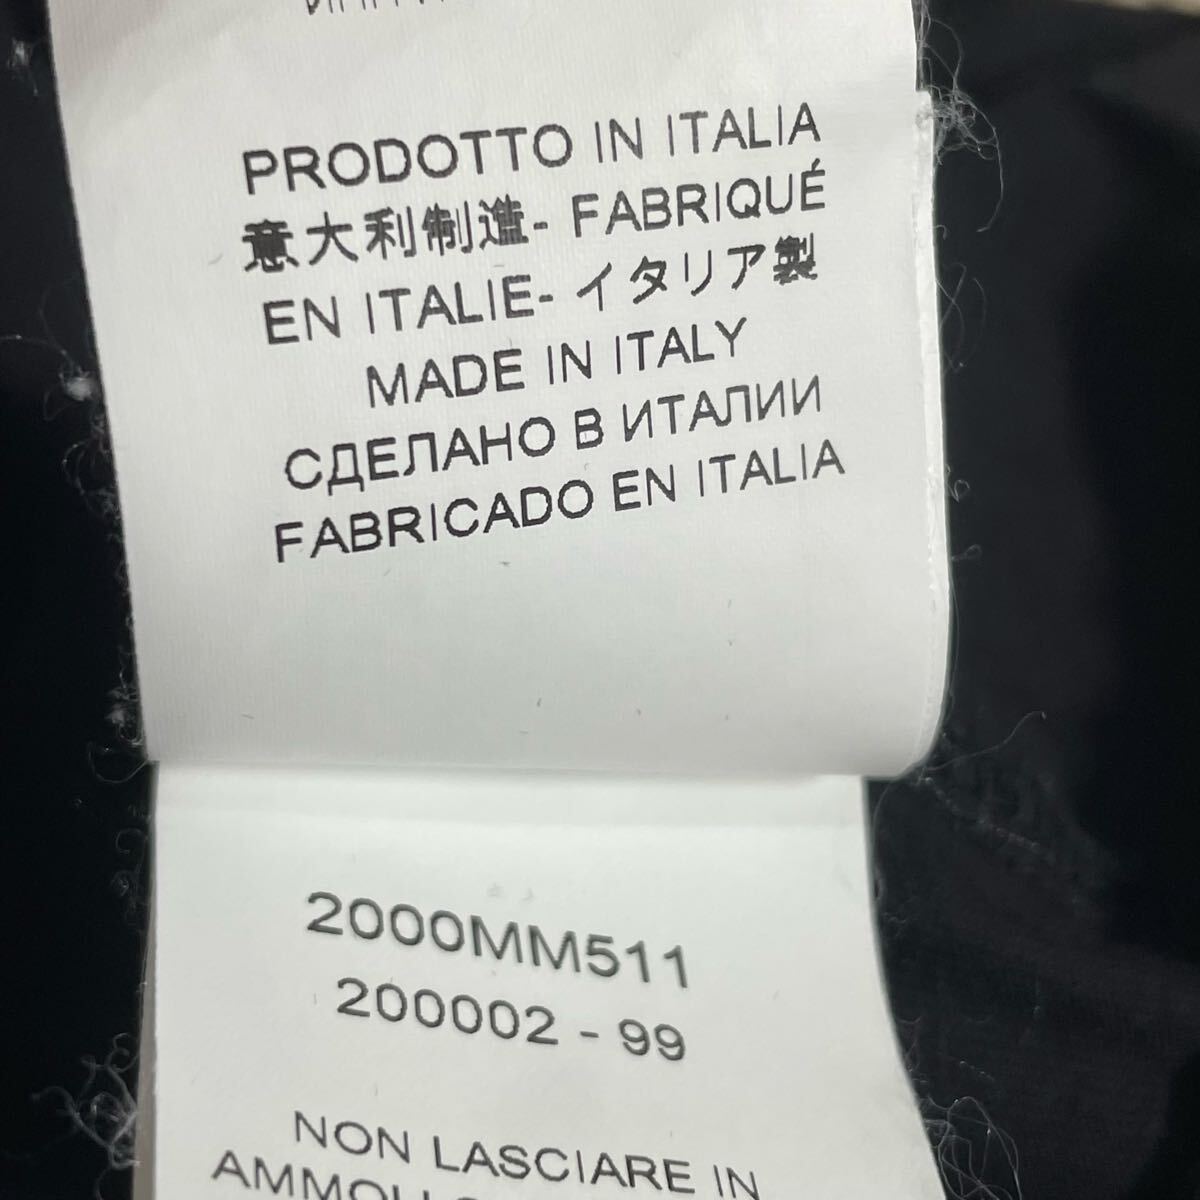 PRODOTTO IN ITALIA
意大利制造- FABRIQUÉ
EN ITALIE- イタリア製
MADE IN ITALY
СДЕЛАНО В ИТАЛИИ
FABRICADO EN ITALIA
2000MM511
200002 - 99
NON LASCIARE IN